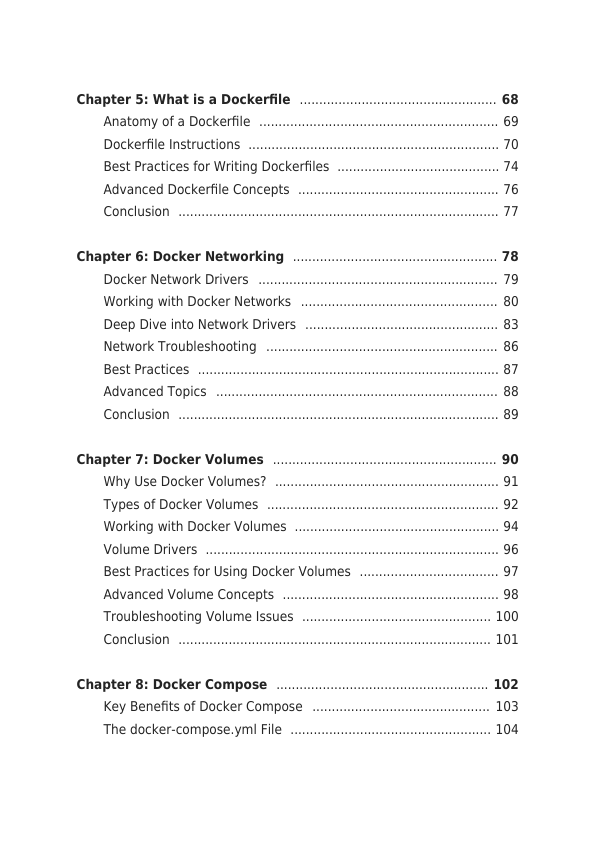 Chapter 5: What is a Dockerfile .................................................. 68
Anatomy of a Dockerfile ............................................................. 69
Dockerfile Instructions ................................................................ 70
Best Practices for Writing Dockerfiles ......................................... 74
Advanced Dockerfile Concepts ................................................... 76
Conclusion .................................................................................. 77
Chapter 6: Docker Networking .................................................... 78
Docker Network Drivers ............................................................. 79
Working with Docker Networks .................................................. 80
Deep Dive into Network Drivers ................................................. 83
Network Troubleshooting ........................................................... 86
Best Practices ............................................................................. 87
Advanced Topics ........................................................................ 88
Conclusion .................................................................................. 89
Chapter 7: Docker Volumes ......................................................... 90
Why Use Docker Volumes? ......................................................... 91
Types of Docker Volumes ........................................................... 92
Working with Docker Volumes .................................................... 94
Volume Drivers ........................................................................... 96
Best Practices for Using Docker Volumes ................................... 97
Advanced Volume Concepts ....................................................... 98
Troubleshooting Volume Issues ................................................ 100
Conclusion ................................................................................ 101
Chapter 8: Docker Compose ...................................................... 102
Key Benefits of Docker Compose ............................................. 103
The docker-compose.yml File ................................................... 104